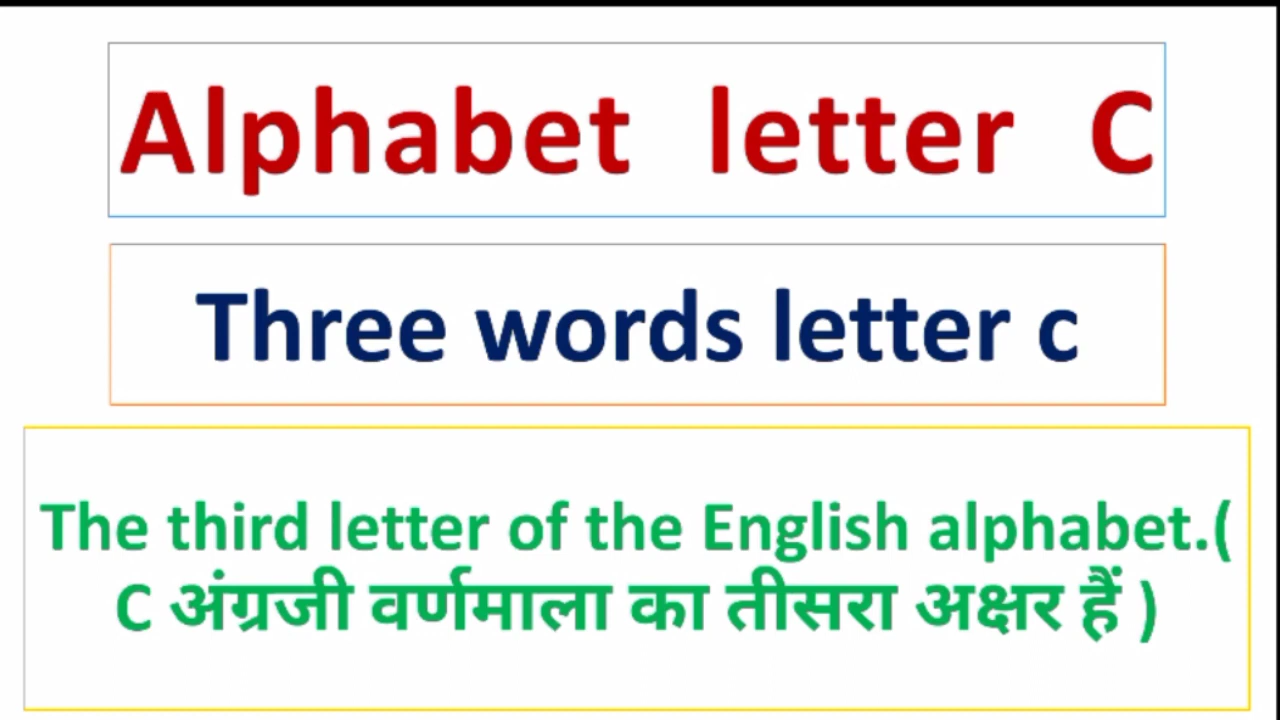 Alphabet letter C
Three words letter c
The third letter of the English alphabet.(
C अंग्रजी वर्णमाला का तीसरा अक्षर हैं )